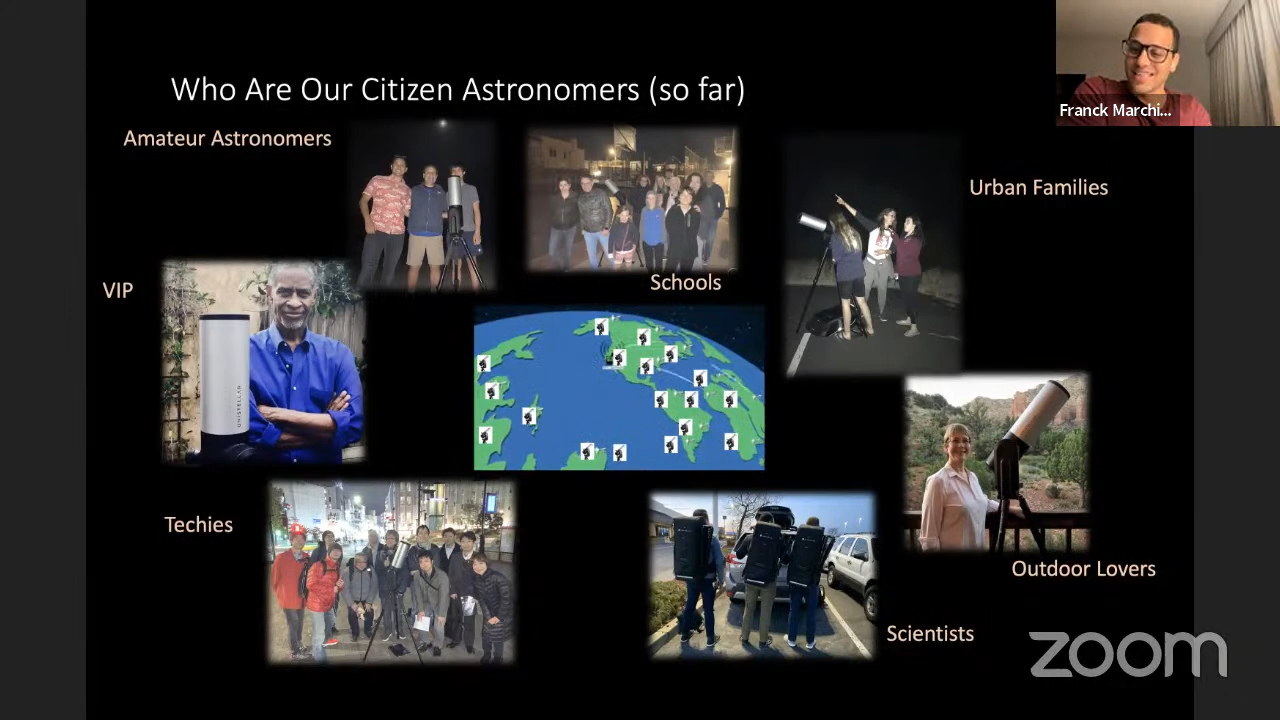 Who Are Our Citizen Astronomers (so far)
Franck Marchi...
Amateur Astronomers
Urban Families
Schools
VIP
UNISTELLAR
Techies
Outdoor Lovers
Scientists
zoom